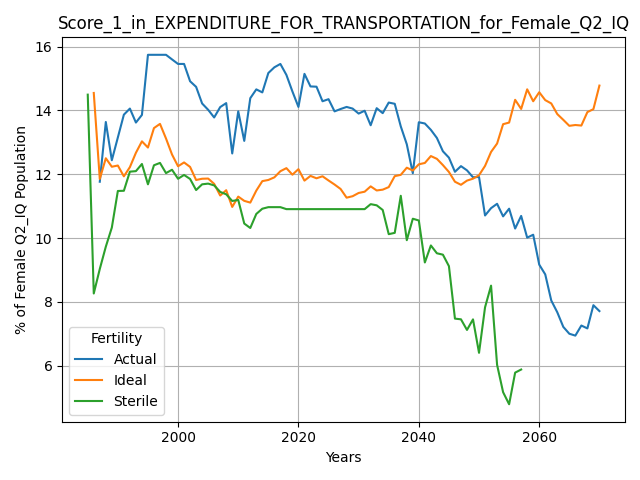 Score_1_in_EXPENDITURE_FOR_TRANSPORTATION_for_Female_Q2_IQ
16
14
12
10
8
6
% of Female Q2_IQ Population
Fertility
Actual
Ideal
Sterile
2000
2020
2040
2060
Years